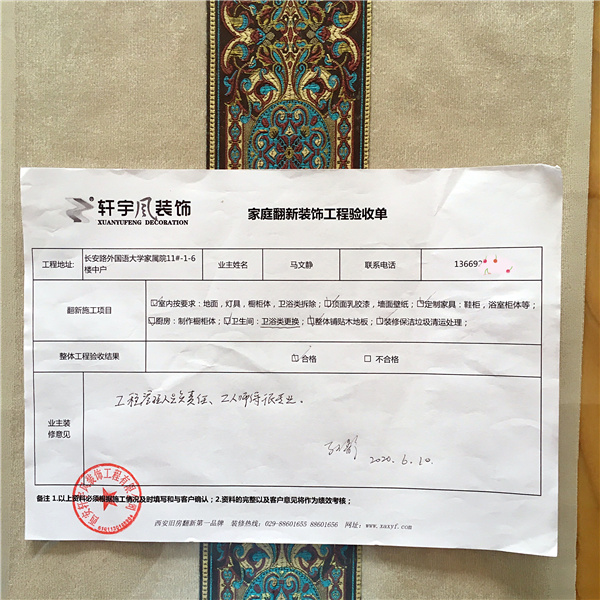 轩宇风装饰
XUANYUFENG DECORATION
家庭翻新装饰工程验收单
工程地址: 长安路外国语大学家属院11#-1-6楼中户 业主姓名 马文静 联系电话 13669
翻新施工项目
☑室内按要求：地面，灯具，橱柜体，卫浴类拆除；☑顶面乳胶漆，墙面壁纸；☑定制家具：鞋柜，浴室柜体等；
☑厨房：制作橱柜体；☑卫生间：卫浴类更换；☑整体铺贴木地板；☑装修保洁垃圾清运处理；
整体工程验收结果 ☑合格 □不合格
业主装修意见
工程管理人员负责任、工人师傅很专业。
2020.6.10.
备注 1.以上资料必须根据施工情况及时填写和与客户确认；2.资料的完整以及客户意见将作为绩效考核；
西安旧房翻新第一品牌 装修热线：029-88601655 88601656 网址：www.xaxyf.com